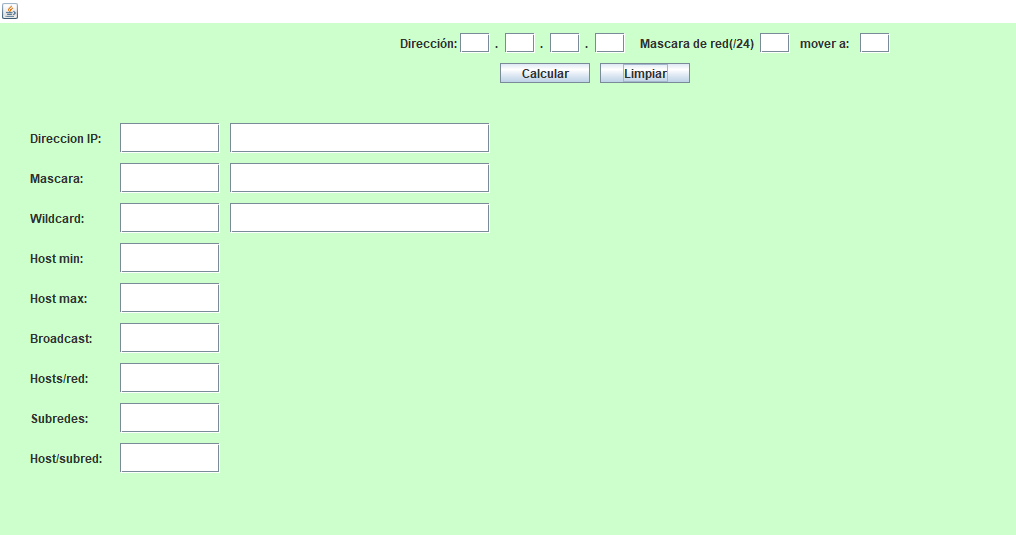 Dirección: . . . Mascara de red(/24) mover a:
Calcular Limpiar
Direccion IP:
Mascara:
Wildcard:
Host min:
Host max:
Broadcast:
Hosts/red:
Subredes:
Host/subred: